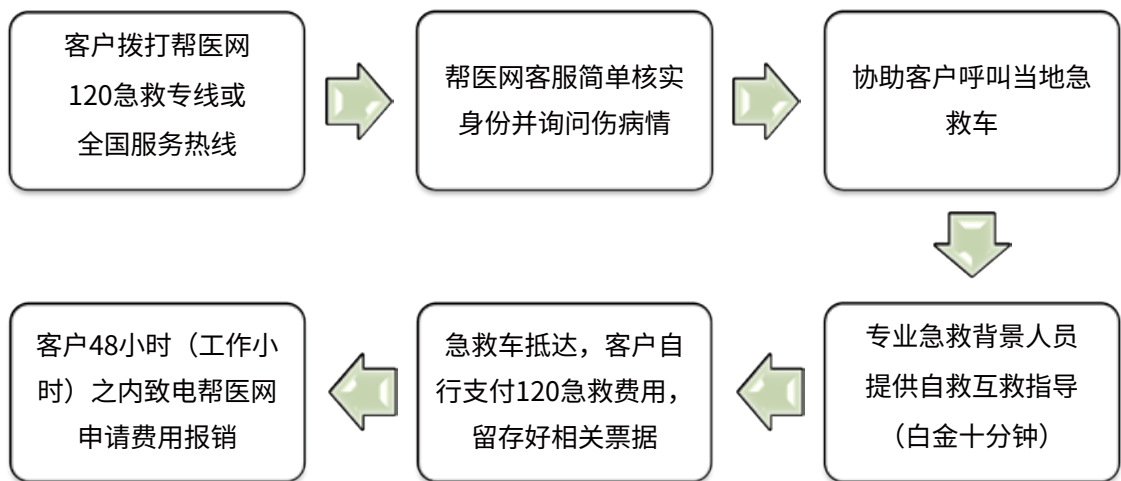 客户拨打帮医网
120急救专线或
全国服务热线
帮医网客服简单核实
身份并询问伤病情
协助客户呼叫当地急
救车
专业急救背景人员
提供自救互救指导
（白金十分钟）
急救车抵达，客户自
行支付120急救费用，
留存好相关票据
客户48小时（工作小
时）之内致电帮医网
申请费用报销